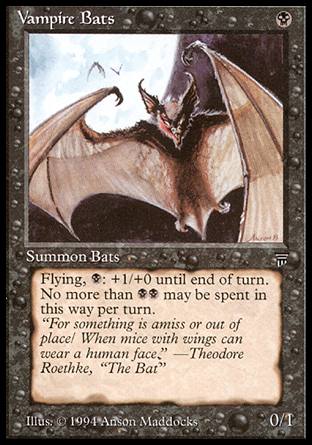 Vampire Bats
Summon Bats
Flying, B: +1/+0 until end of turn.
No more than BB may be spent in
this way per turn.
“For something is amiss or out of
place/ When mice with wings can
wear a human face.” —Theodore
Roethke, “The Bat”
Illus. © 1994 Anson Maddocks
0/1